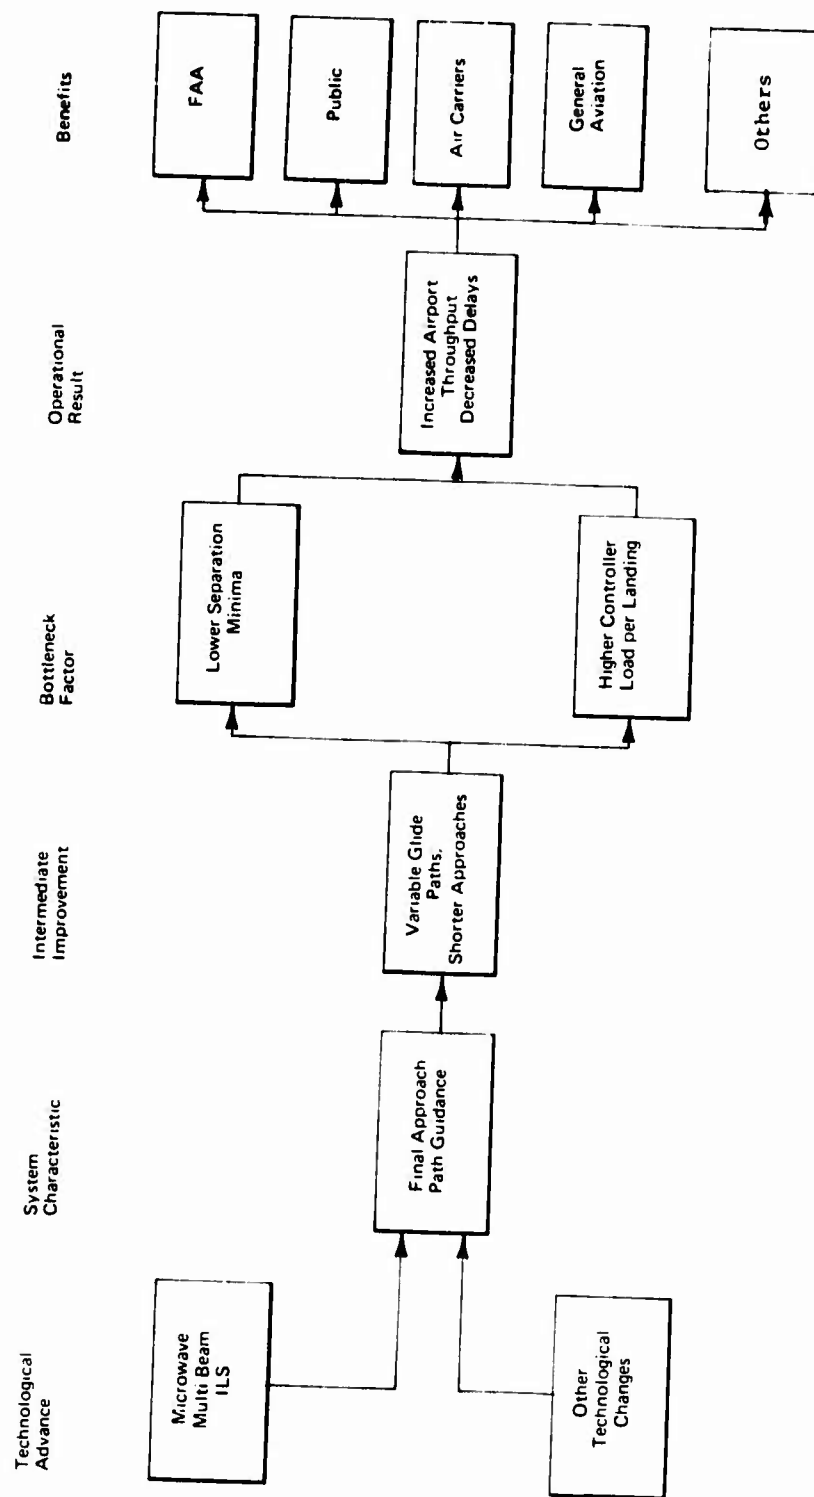 Technological
Advance
System
Characteristic
Intermediate
Improvement
Bottleneck
Factor
Operational
Result
Benefits
Microwave
Multi Beam
ILS
Other
Technological
Changes
Final Approach
Path Guidance
Variable Glide
Paths,
Shorter Approaches
Lower Separation
Minima
Higher Controller
Load per Landing
Increased Airport
Throughput
Decreased Delays
FAA
Public
Air Carriers
General
Aviation
Others